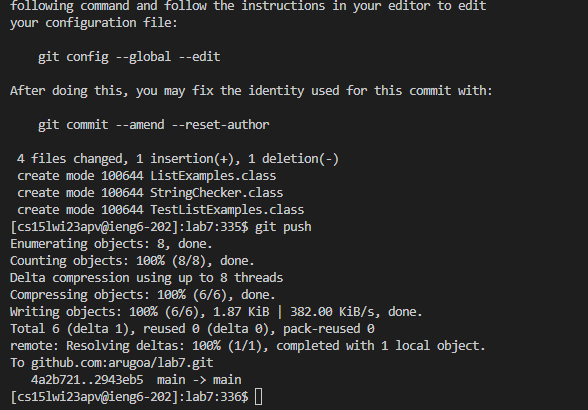 following command and follow the instructions in your editor to edit
your configuration file:
    git config --global --edit
After doing this, you may fix the identity used for this commit with:
    git commit --amend --reset-author
 4 files changed, 1 insertion(+), 1 deletion(-)
 create mode 100644 ListExamples.class
 create mode 100644 StringChecker.class
 create mode 100644 TestListExamples.class
[cs15lwi23apv@ieng6-202]:lab7:335$ git push
Enumerating objects: 8, done.
Counting objects: 100% (8/8), done.
Delta compression using up to 8 threads
Compressing objects: 100% (6/6), done.
Writing objects: 100% (6/6), 1.87 KiB | 382.00 KiB/s, done.
Total 6 (delta 1), reused 0 (delta 0), pack-reused 0
remote: Resolving deltas: 100% (1/1), completed with 1 local object.
To github.com:arugoa/lab7.git
   4a2b721..2943eb5  main -> main
[cs15lwi23apv@ieng6-202]:lab7:336$